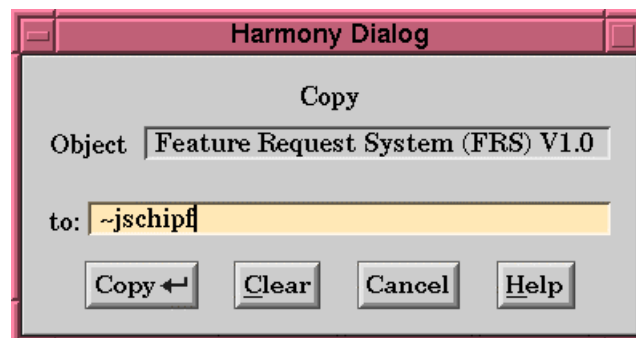 Harmony Dialog
Copy
Object Feature Request System (FRS) V1.0
to: ~jschipf
Copy Clear Cancel Help